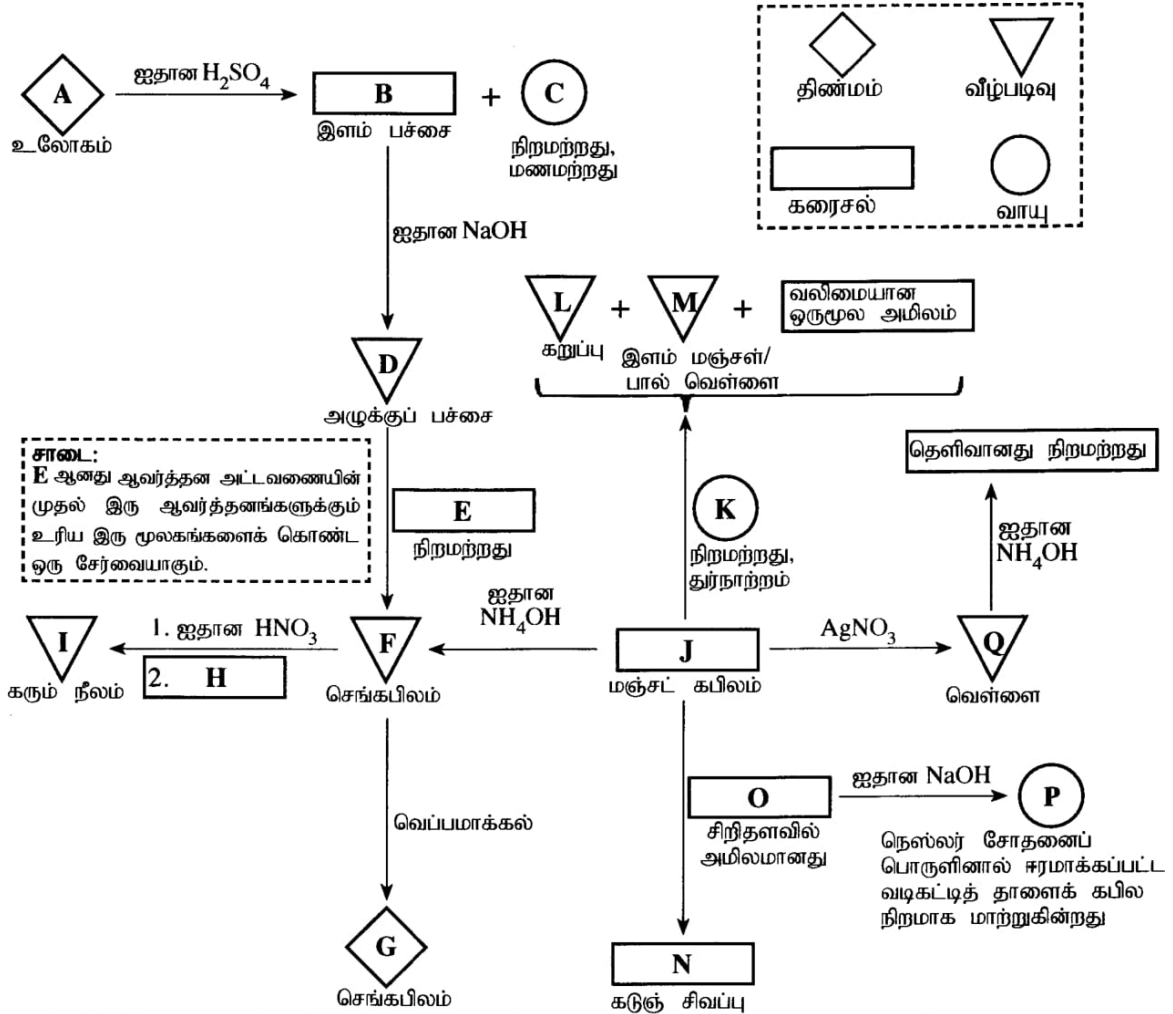 A
உலோகம்
ஐதான H₂SO₄
B
இளம் பச்சை
+
C
நிறமற்றது,
மணமற்றது
திண்மம்
வீழ்படிவு
கரைசல்
வாயு
ஐதான NaOH
D
அழுக்குப் பச்சை
L
கறுப்பு
+
M
இளம் மஞ்சள்/
பால் வெள்ளை
+
வலிமையான
ஒருமூல அமிலம்
சாடை:
E ஆனது ஆவர்த்தன அட்டவணையின்
முதல் இரு ஆவர்த்தனங்களுக்கும்
உரிய இரு மூலகங்களைக் கொண்ட
ஒரு சேர்வையாகும்.
E
நிறமற்றது
K
நிறமற்றது,
துர்நாற்றம்
தெளிவானது நிறமற்றது
ஐதான
NH₄OH
I
கரும் நீலம்
1. ஐதான HNO₃
2. H
F
செங்கபிலம்
ஐதான
NH₄OH
J
மஞ்சட் கபிலம்
AgNO₃
Q
வெள்ளை
வெப்பமாக்கல்
G
செங்கபிலம்
O
சிறிதளவில்
அமிலமானது
ஐதான NaOH
P
நெஸ்லர் சோதனைப்
பொருளினால் ஈரமாக்கப்பட்ட
வடிகட்டித் தாளைக் கபில
நிறமாக மாற்றுகின்றது
N
கடுஞ் சிவப்பு